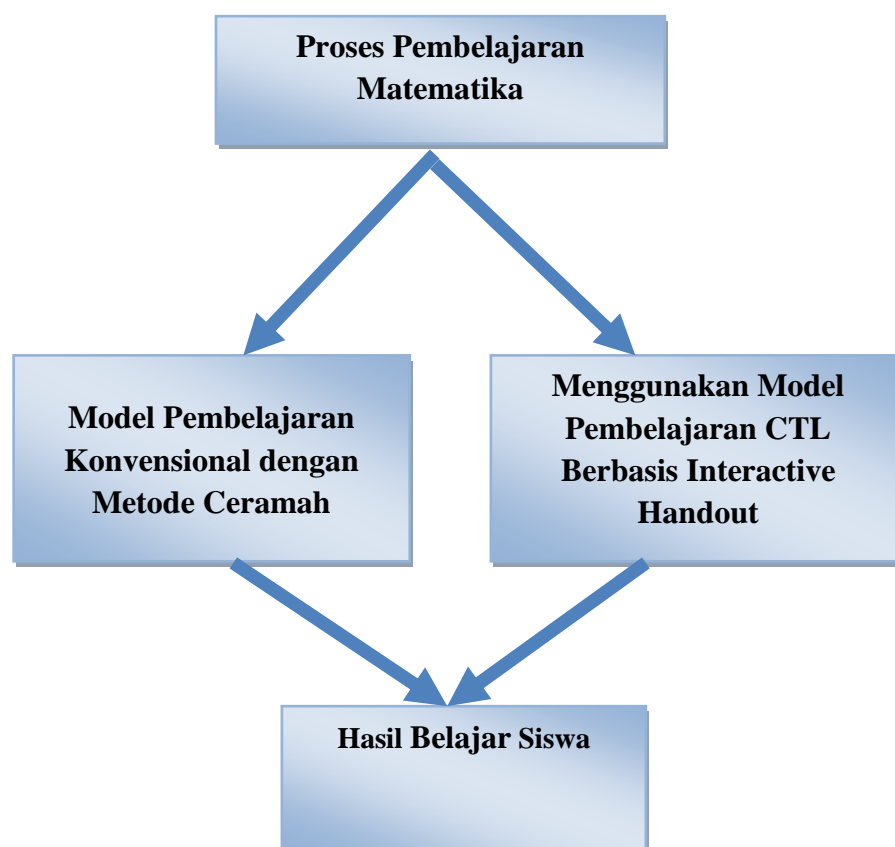 Proses Pembelajaran
Matematika
Model Pembelajaran
Konvensional dengan
Metode Ceramah
Menggunakan Model
Pembelajaran CTL
Berbasis Interactive
Handout
Hasil Belajar Siswa